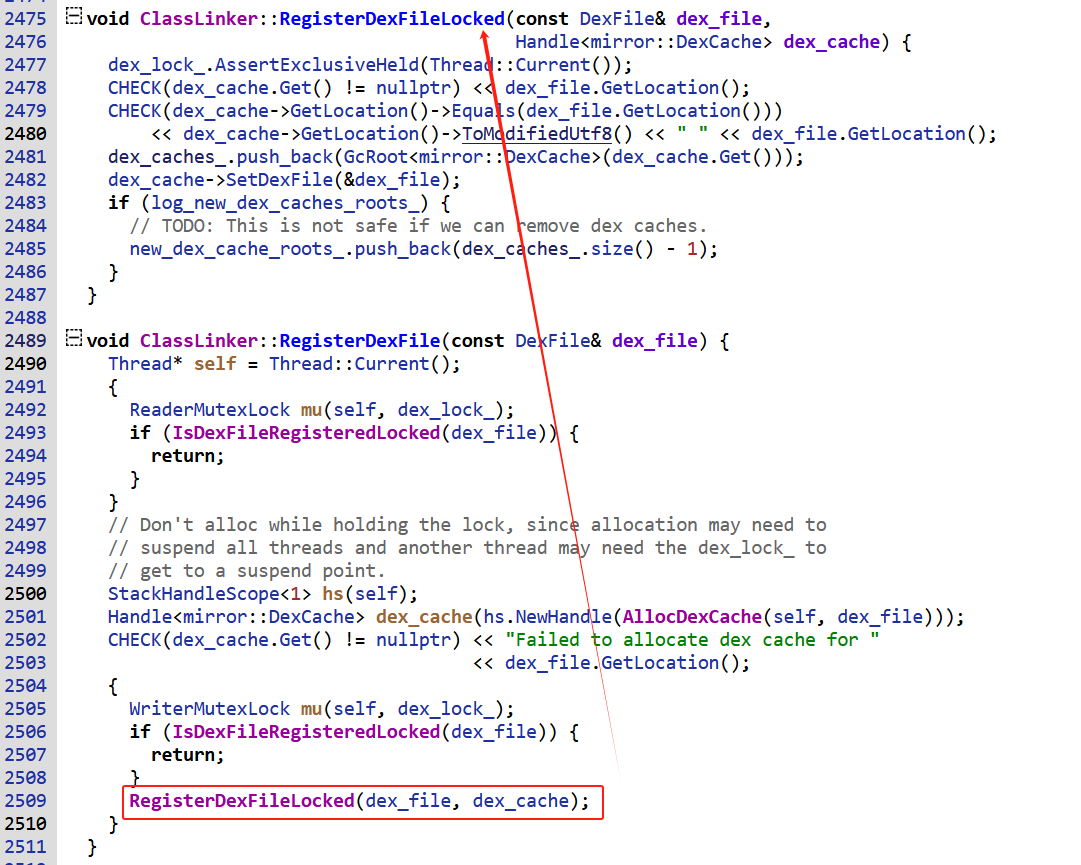 2475 void ClassLinker::RegisterDexFileLocked(const DexFile& dex_file,
2476                                         Handle<mirror::DexCache> dex_cache) {
2477   dex_lock_.AssertExclusiveHeld(Thread::Current());
2478   CHECK(dex_cache.Get() != nullptr) << dex_file.GetLocation();
2479   CHECK(dex_cache->GetLocation()->Equals(dex_file.GetLocation()))
2480       << dex_cache->GetLocation()->ToModifiedUtf8() << " " << dex_file.GetLocation();
2481   dex_caches_.push_back(GcRoot<mirror::DexCache>(dex_cache.Get()));
2482   dex_cache->SetDexFile(&dex_file);
2483   if (log_new_dex_caches_roots_) {
2484     // TODO: This is not safe if we can remove dex caches.
2485     new_dex_cache_roots_.push_back(dex_caches_.size() - 1);
2486   }
2487 }
2488
2489 void ClassLinker::RegisterDexFile(const DexFile& dex_file) {
2490   Thread* self = Thread::Current();
2491   {
2492     ReaderMutexLock mu(self, dex_lock_);
2493     if (IsDexFileRegisteredLocked(dex_file)) {
2494       return;
2495     }
2496   }
2497   // Don't alloc while holding the lock, since allocation may need to
2498   // suspend all threads and another thread may need the dex_lock_ to
2499   // get to a suspend point.
2500   StackHandleScope<1> hs(self);
2501   Handle<mirror::DexCache> dex_cache(hs.NewHandle(AllocDexCache(self, dex_file)));
2502   CHECK(dex_cache.Get() != nullptr) << "Failed to allocate dex cache for "
2503                                     << dex_file.GetLocation();
2504   {
2505     WriterMutexLock mu(self, dex_lock_);
2506     if (IsDexFileRegisteredLocked(dex_file)) {
2507       return;
2508     }
2509     RegisterDexFileLocked(dex_file, dex_cache);
2510   }
2511 }